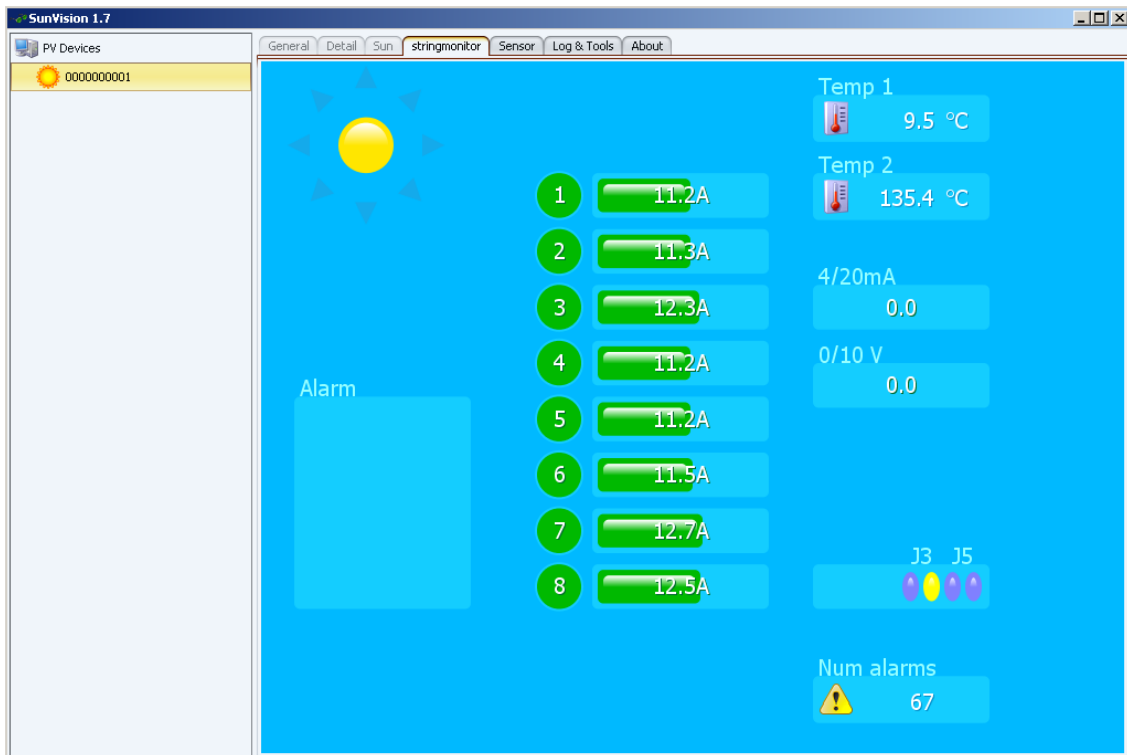 SunVision 1.7
PV Devices
0000000001
General Detail Sun stringmonitor Sensor Log & Tools About
Temp 1
9.5 °C
Temp 2
135.4 °C
1 11.2A
2 11.3A
3 12.3A
4 11.2A
5 11.2A
6 11.5A
7 12.7A
8 12.5A
4/20mA
0.0
0/10 V
0.0
Alarm
J3 J5
Num alarms
67